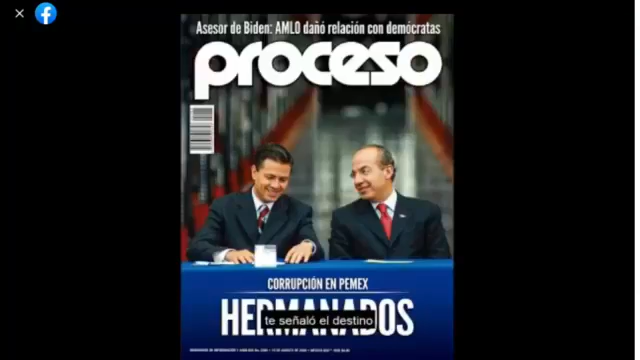 Asesor de Biden: AMLO dañó relación con demócratas
proceso
CORRUPCIÓN EN PEMEX
HERMANADOS
te señaló el destino